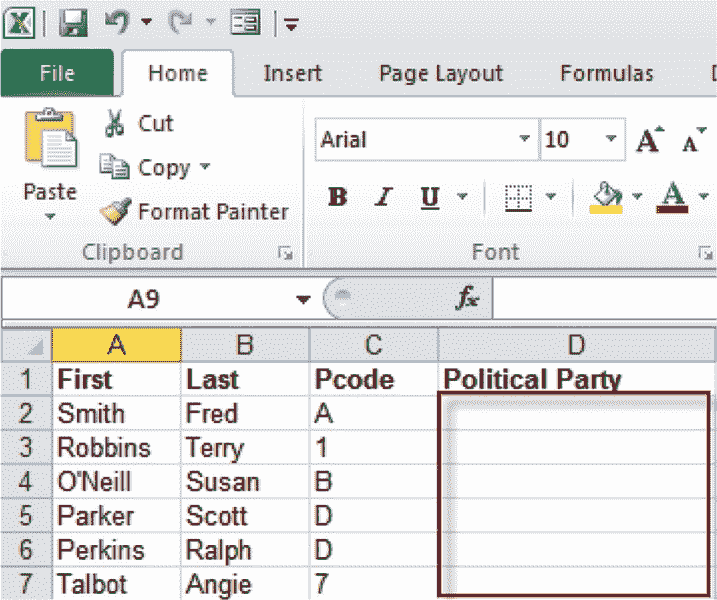 File Home Insert Page Layout Formulas
Cut
Arial 10 A A
Copy
Paste
B I U A
Format Painter
Clipboard Font
A9 fx
A B C D
1 First Last Pcode Political Party
2 Smith Fred A
3 Robbins Terry 1
4 O'Neill Susan B
5 Parker Scott D
6 Perkins Ralph D
7 Talbot Angie 7